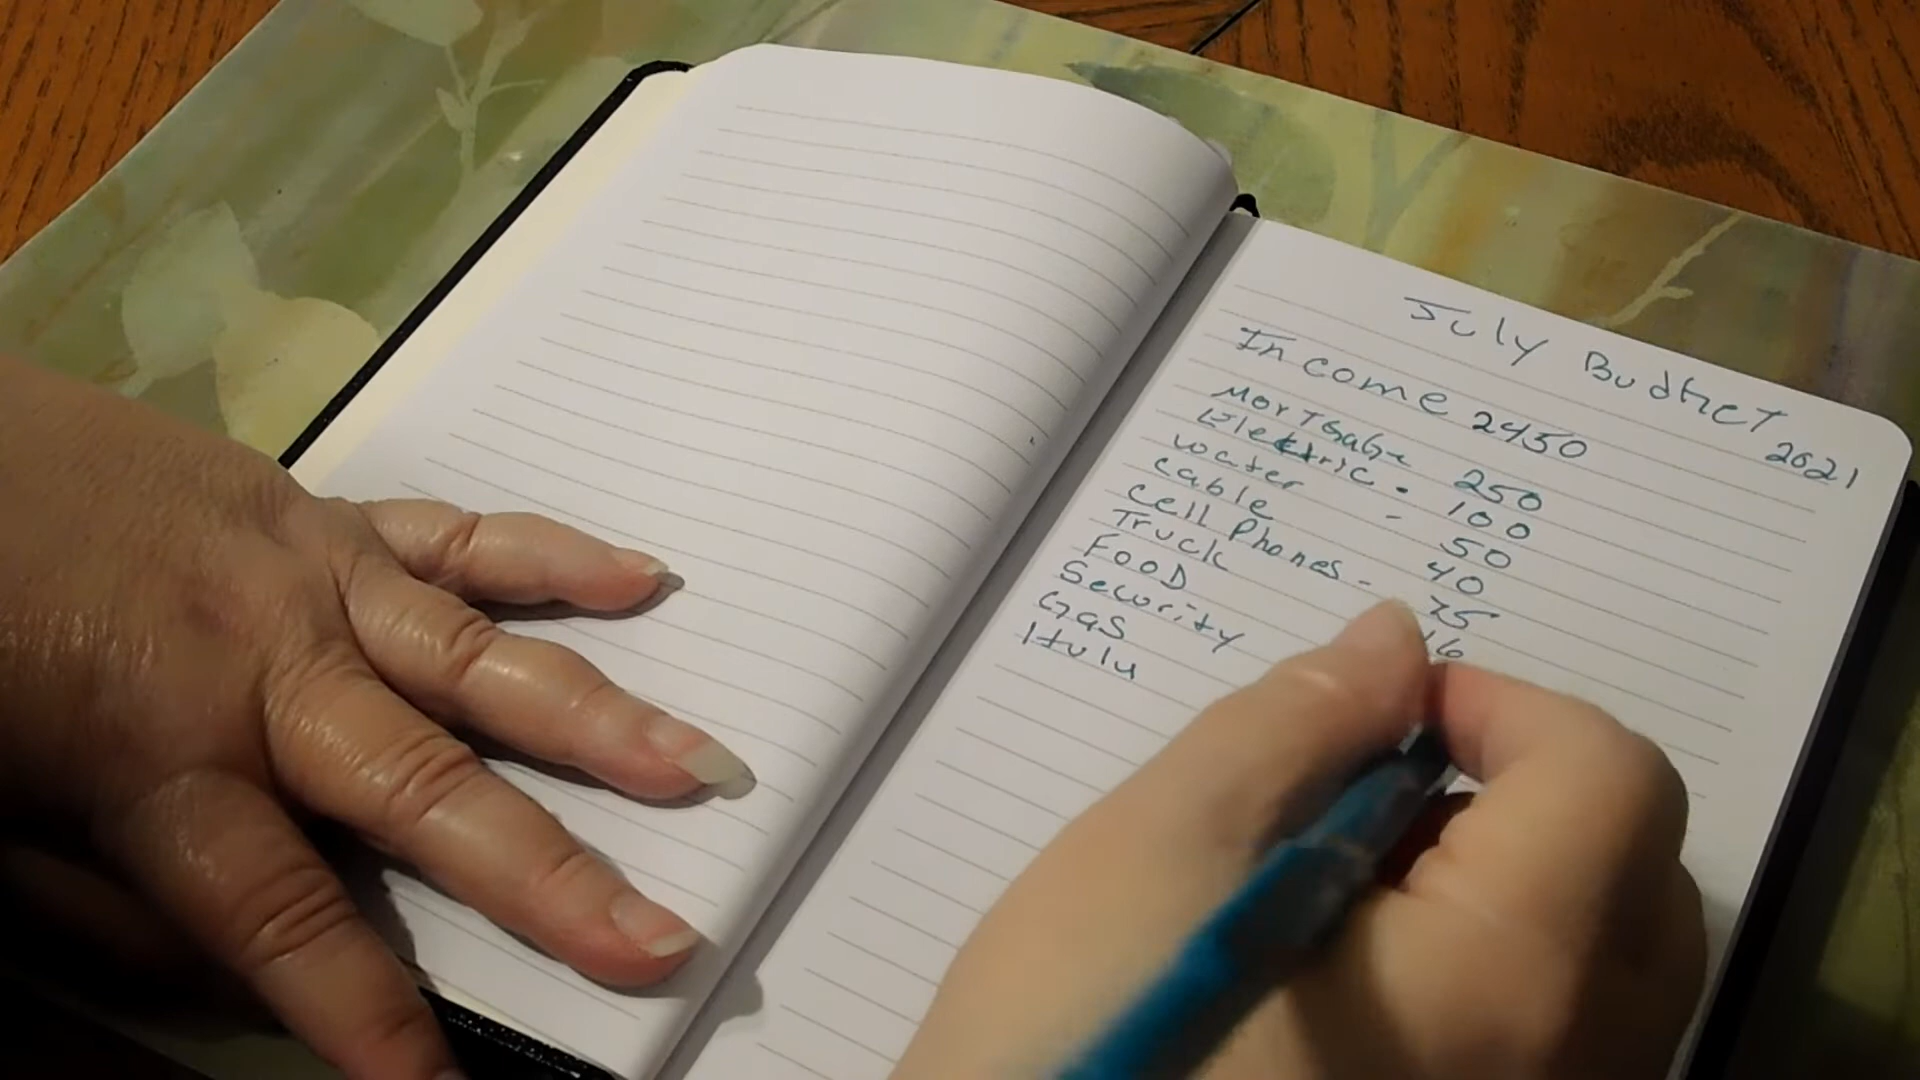 July Budget
2021
Income 2450
Mortgage 250
Electric - 100
water - 50
cable 40
Cell Phones - 75
Truck 16
Food
Security
Gas
Hulu